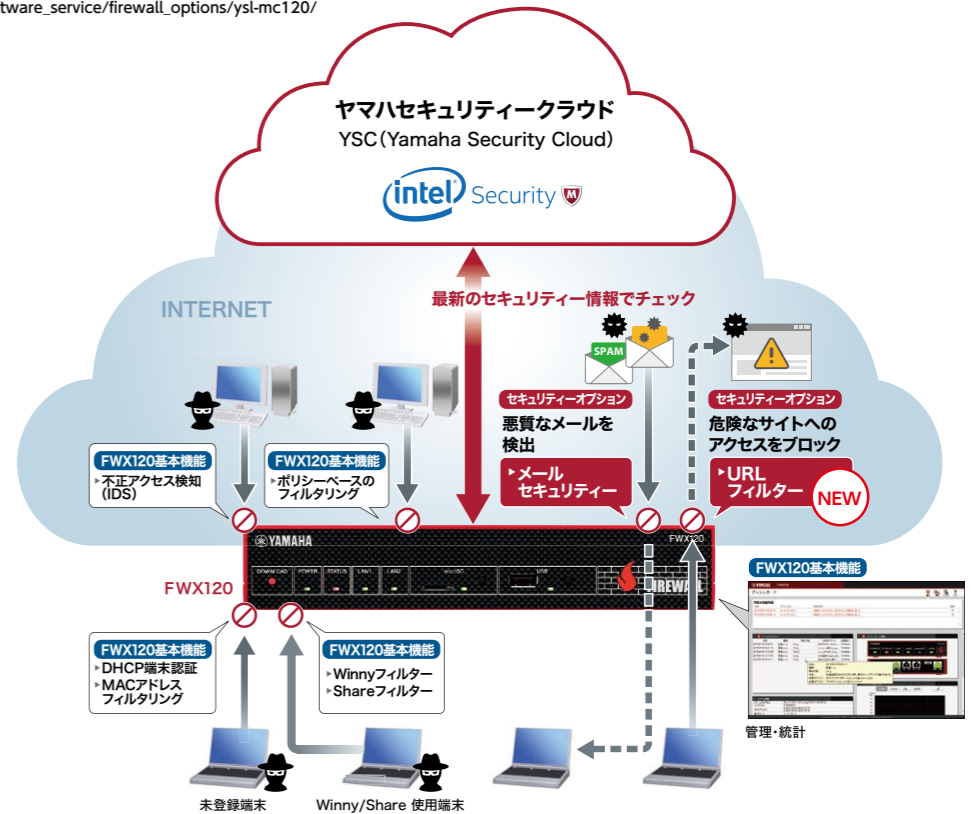 tware_service/firewall_options/ysl-mc120/
ヤマハセキュリティークラウド
YSC(Yamaha Security Cloud)
intel Security
INTERNET
最新のセキュリティー情報でチェック
SPAM
セキュリティーオプション
悪質なメールを
検出
▸メール
セキュリティー
セキュリティーオプション
危険なサイトへの
アクセスをブロック
▸URL
フィルター
NEW
FWX120基本機能
▸不正アクセス検知
(IDS)
FWX120基本機能
▸ポリシーベースの
フィルタリング
YAMAHA
FWX120
DOWNLOAD POWER STATUS LAN1 LAN2 microSD USB
FIREWALL
FWX120
FWX120基本機能
管理・統計
FWX120基本機能
▸DHCP端末認証
▸MACアドレス
フィルタリング
FWX120基本機能
▸Winnyフィルター
▸Shareフィルター
未登録端末
Winny/Share 使用端末